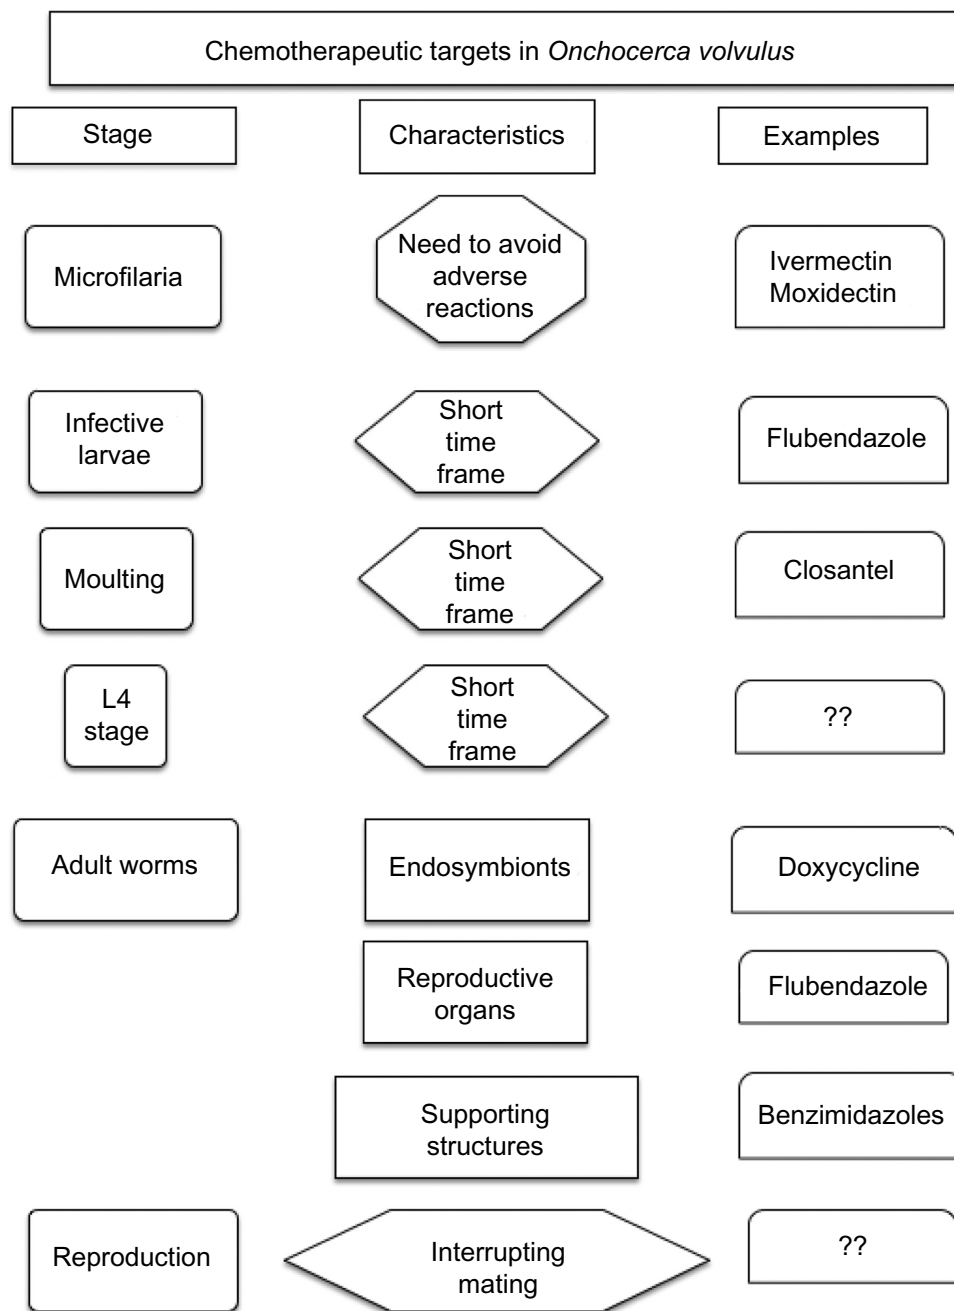 Chemotherapeutic targets in Onchocerca volvulus
Stage
Characteristics
Examples
Microfilaria
Need to avoid
adverse
reactions
Ivermectin
Moxidectin
Infective
larvae
Short
time
frame
Flubendazole
Moulting
Short
time
frame
Closantel
L4
stage
Short
time
frame
??
Adult worms
Endosymbionts
Doxycycline
Reproductive
organs
Flubendazole
Supporting
structures
Benzimidazoles
Reproduction
Interrupting
mating
??